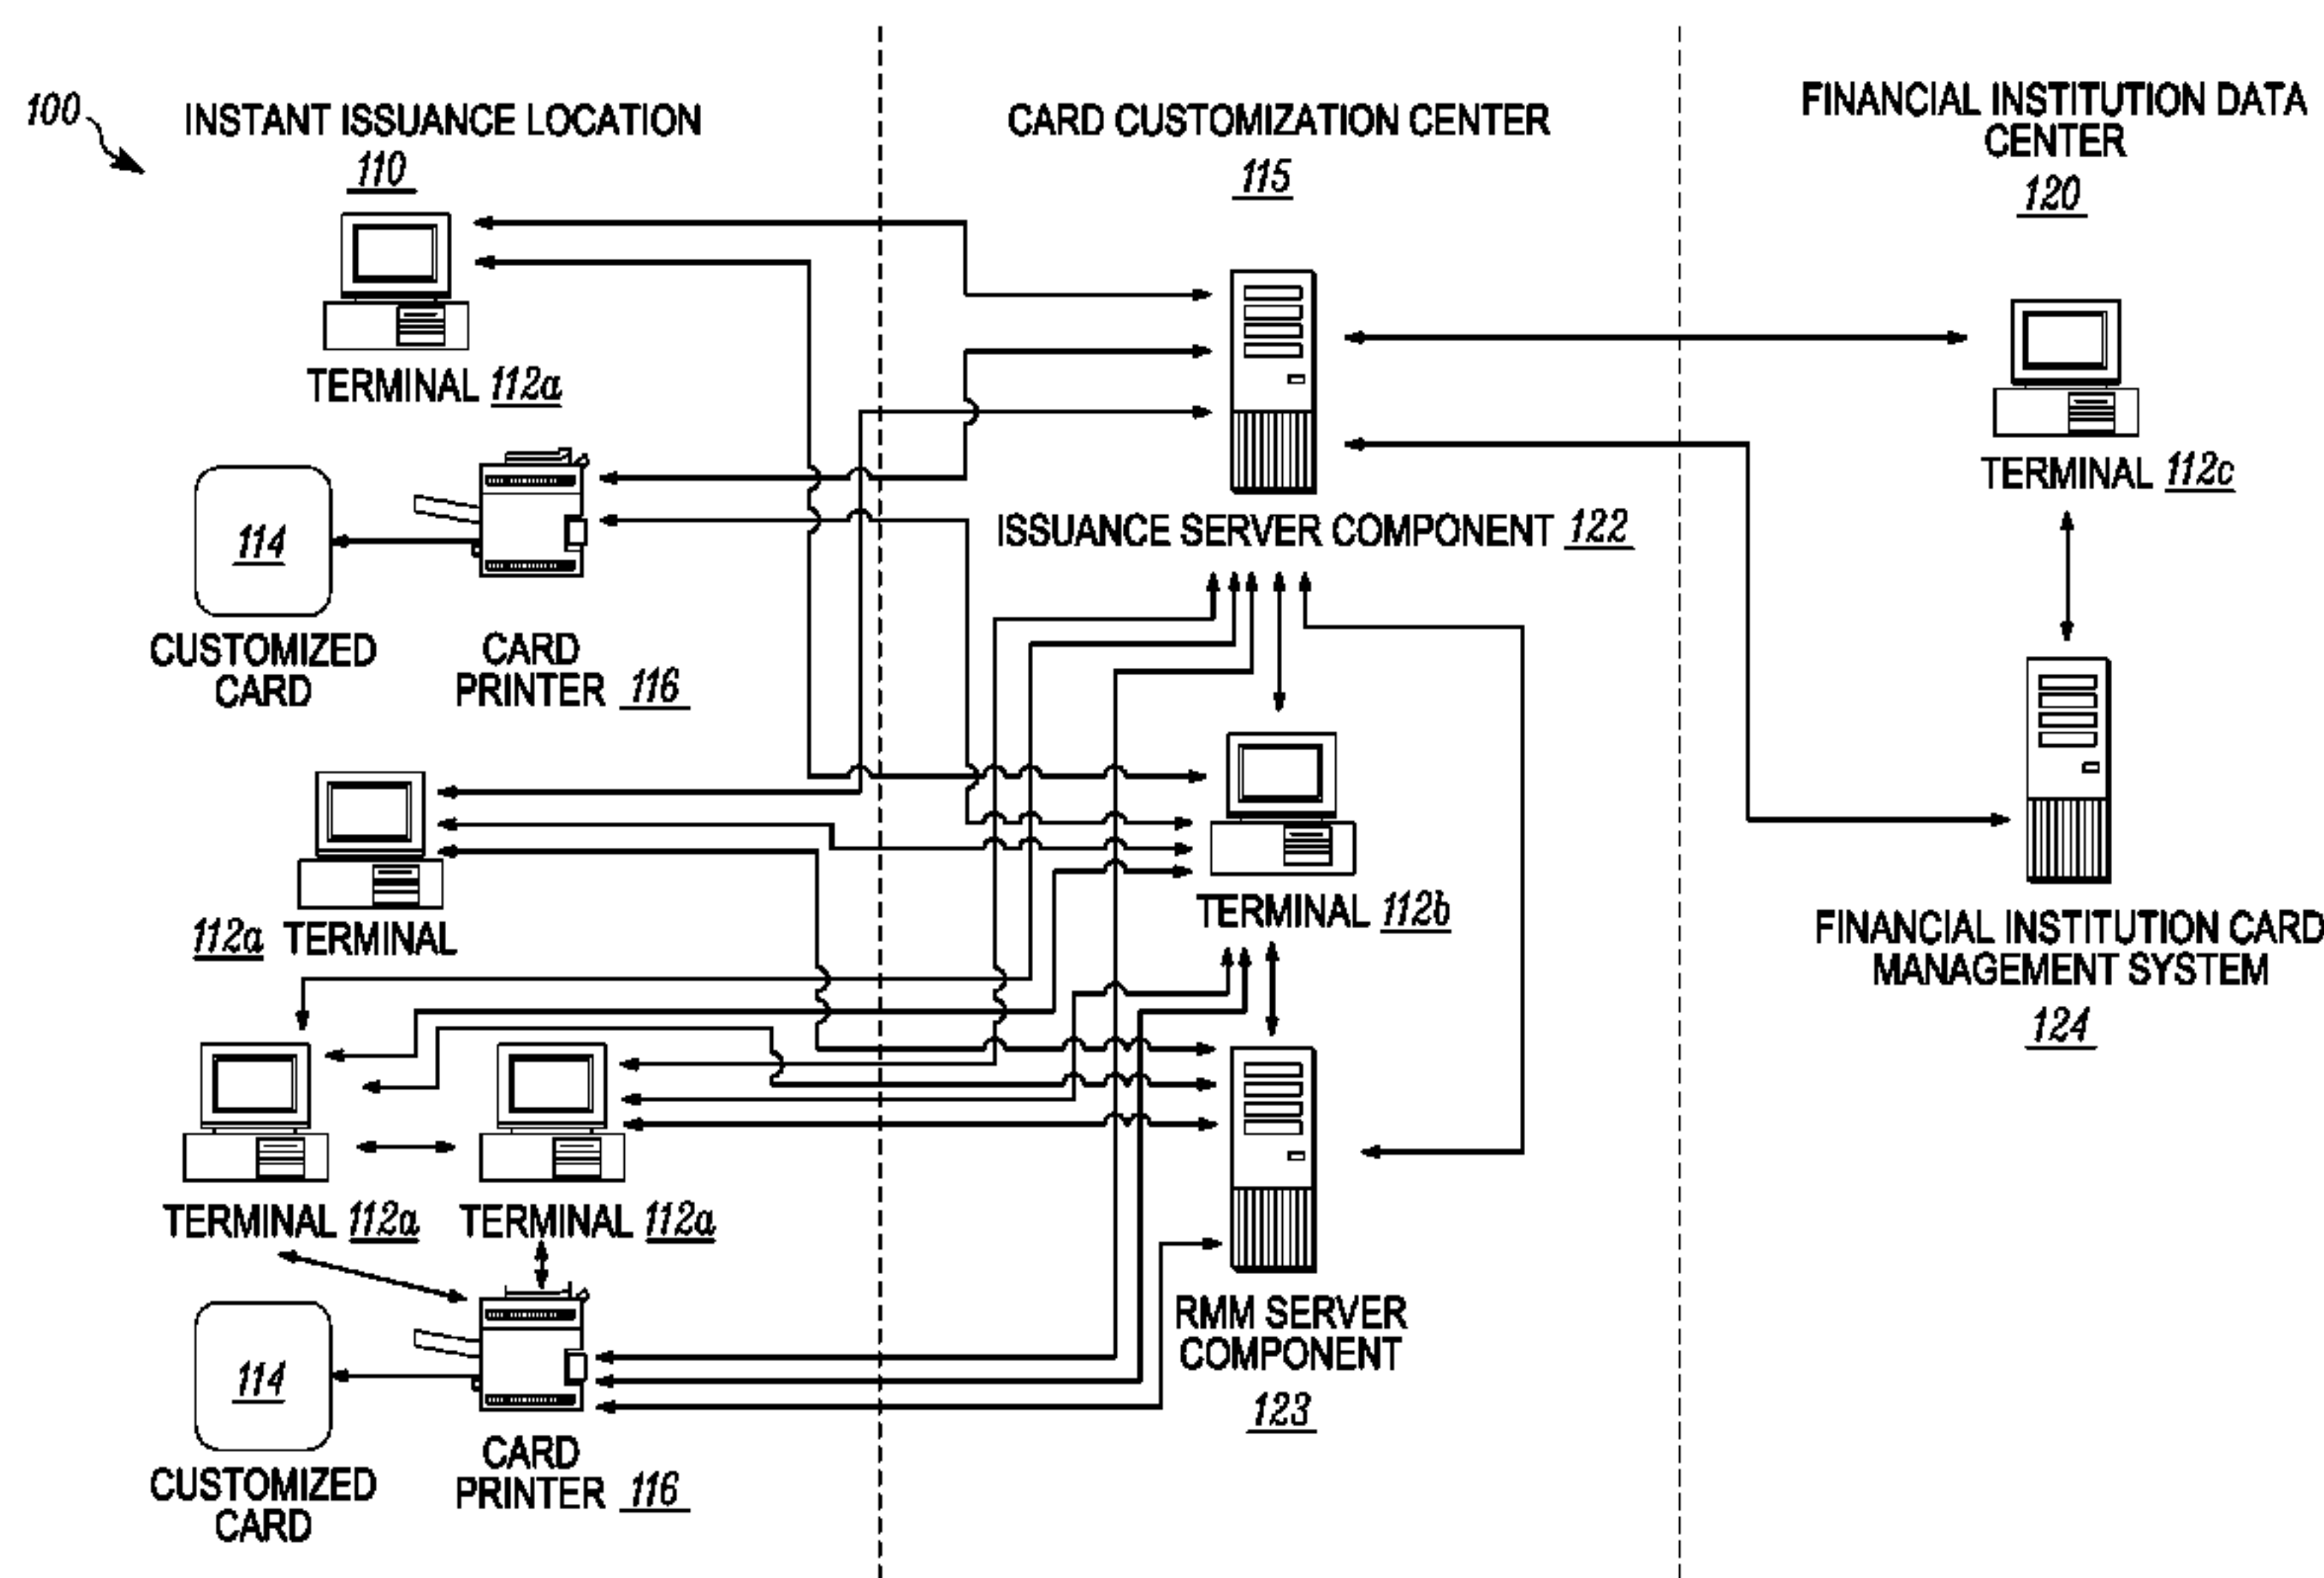 100
INSTANT ISSUANCE LOCATION
110
CARD CUSTOMIZATION CENTER
115
FINANCIAL INSTITUTION DATA
CENTER
120
TERMINAL 112a
TERMINAL 112c
114
CUSTOMIZED
CARD
CARD
PRINTER 116
ISSUANCE SERVER COMPONENT 122
112a TERMINAL
TERMINAL 112b
FINANCIAL INSTITUTION CARD
MANAGEMENT SYSTEM
124
TERMINAL 112a
TERMINAL 112a
RMM SERVER
COMPONENT
123
114
CUSTOMIZED
CARD
CARD
PRINTER 116